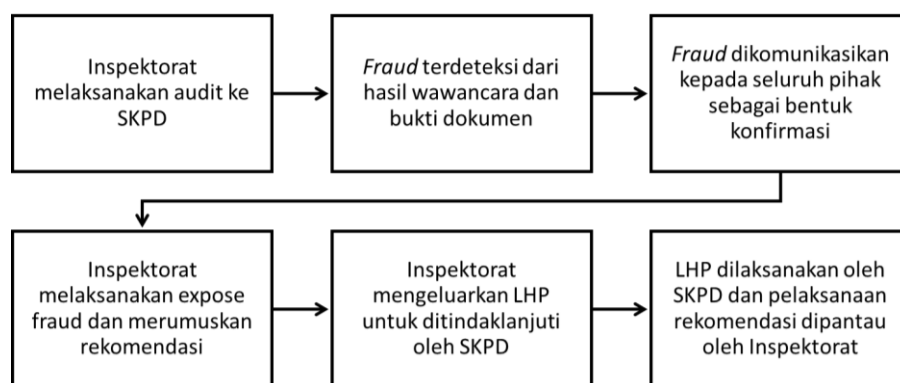 Inspektorat
melaksanakan audit ke
SKPD
Fraud terdeteksi dari
hasil wawancara dan
bukti dokumen
Fraud dikomunikasikan
kepada seluruh pihak
sebagai bentuk
konfirmasi
Inspektorat
melaksanakan expose
fraud dan merumuskan
rekomendasi
Inspektorat
mengeluarkan LHP
untuk ditindaklanjuti
oleh SKPD
LHP dilaksanakan oleh
SKPD dan pelaksanaan
rekomendasi dipantau
oleh Inspektorat